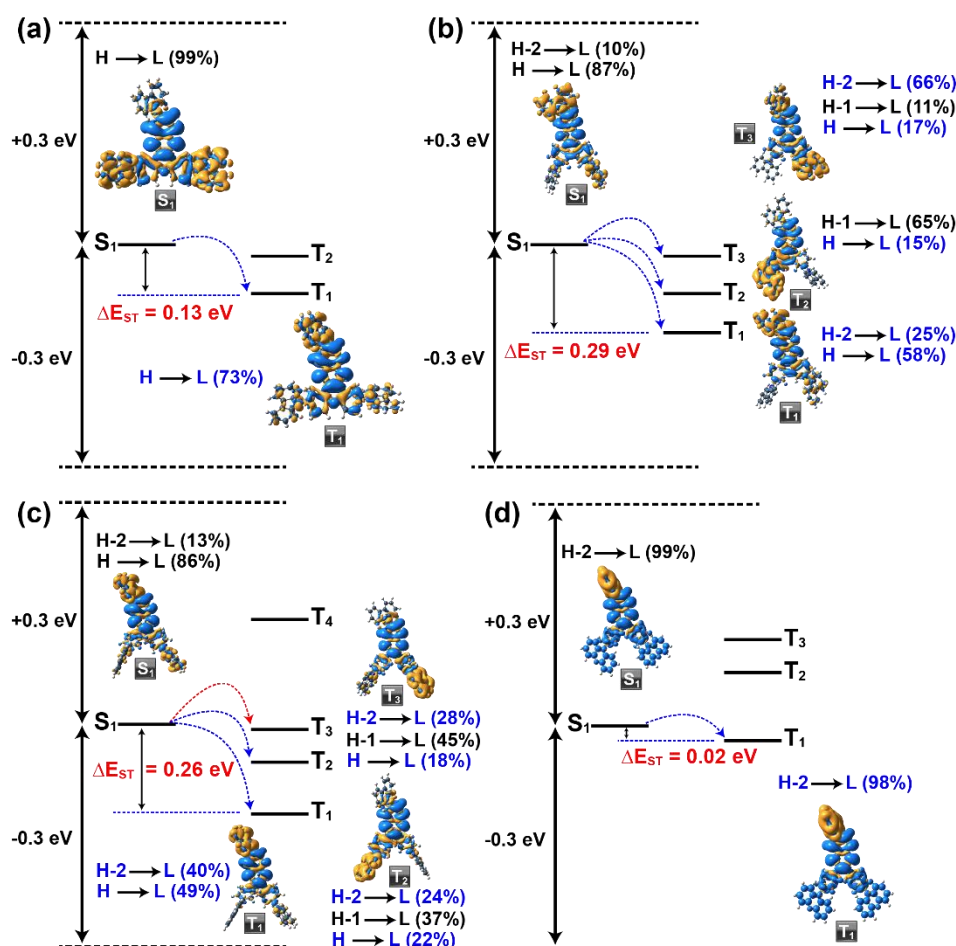 (a)
H → L (99%)
+0.3 eV
S₁
S₁
T₂
T₁
ΔE_ST = 0.13 eV
-0.3 eV
H → L (73%)
T₁
(b)
H-2 → L (10%)
H → L (87%)
H-2 → L (66%)
H-1 → L (11%)
H → L (17%)
+0.3 eV
T₃
S₁
H-1 → L (65%)
H → L (15%)
S₁
T₃
T₂
T₂
T₁
ΔE_ST = 0.29 eV
-0.3 eV
H-2 → L (25%)
H → L (58%)
T₁
(c)
H-2 → L (13%)
H → L (86%)
+0.3 eV
T₄
S₁
T₃
H-2 → L (28%)
H-1 → L (45%)
H → L (18%)
S₁
T₃
T₂
T₁
ΔE_ST = 0.26 eV
-0.3 eV
H-2 → L (40%)
H → L (49%)
T₁
T₂
H-2 → L (24%)
H-1 → L (37%)
H → L (22%)
(d)
H-2 → L (99%)
+0.3 eV
S₁
T₃
T₂
S₁
T₁
ΔE_ST = 0.02 eV
-0.3 eV
H-2 → L (98%)
T₁